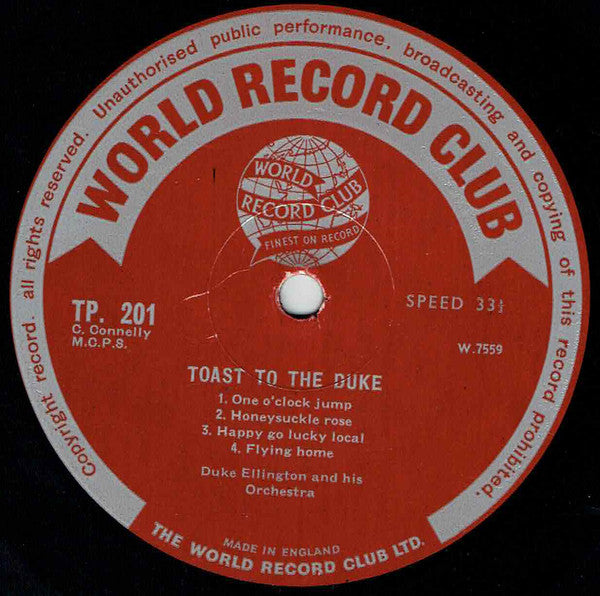 Copyright record. all rights reserved. Unauthorised public performance, broadcasting and copying of this record prohibited.
WORLD RECORD CLUB
WORLD
RECORD CLUB
FINEST ON RECORD
TP. 201
C. Connelly
M.C.P.S.
SPEED 33⅓
W.7559
TOAST TO THE DUKE
1. One o'clock jump
2. Honeysuckle rose
3. Happy go lucky local
4. Flying home
Duke Ellington and his
Orchestra
MADE IN ENGLAND
THE WORLD RECORD CLUB LTD.